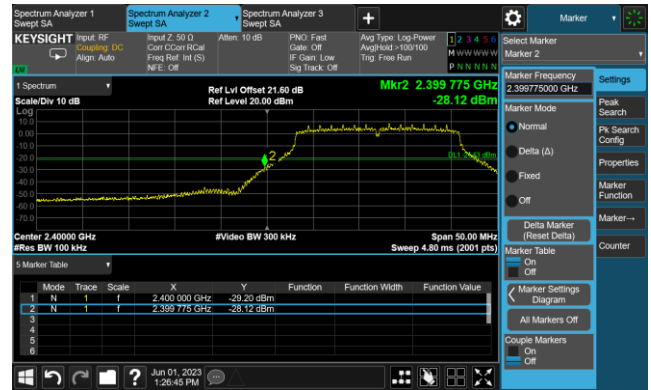 Spectrum Analyzer 1
Swept SA
Spectrum Analyzer 2
Swept SA
Spectrum Analyzer 3
Swept SA
+
Marker
KEYSIGHT
Input: RF
Coupling: DC
Align: Auto
Input Z: 50 Ω
Corr CCorr RCal
Freq Ref: Int (S)
NFE: Off
Atten: 10 dB
PNO: Fast
Gate: Off
IF Gain: Low
Sig Track: Off
Avg Type: Log-Power
Avg|Hold:>100/100
Trig: Free Run
1 2 3 4 5 6
M W W W W W
P N N N N N
Select Marker
Marker 2
1 Spectrum
Scale/Div 10 dB
Log
Ref Lvl Offset 21.60 dB
Ref Level 20.00 dBm
Mkr2 2.399 775 GHz
-28.12 dBm
10.0
0.00
-10.0
-20.0
-30.0
-40.0
-50.0
-60.0
-70.0
2
Center 2.40000 GHz
#Res BW 100 kHz
#Video BW 300 kHz
Span 50.00 MHz
Sweep 4.80 ms (2001 pts)
5 Marker Table
Mode Trace Scale X Y Function Function Width Function Value
1 N 1 f 2.400 000 GHz -29.20 dBm
2 N 1 f 2.399 775 GHz -28.12 dBm
3
4
5
6
Marker Frequency
2.399775000 GHz
Marker Mode
Normal
Delta (Δ)
Fixed
Off
Delta Marker
(Reset Delta)
Marker Table
On
Off
Marker Settings
Diagram
All Markers Off
Couple Markers
On
Off
Settings
Peak
Search
Pk Search
Config
Properties
Marker
Function
Marker→
Counter
?
Jun 01, 2023
1:26:45 PM